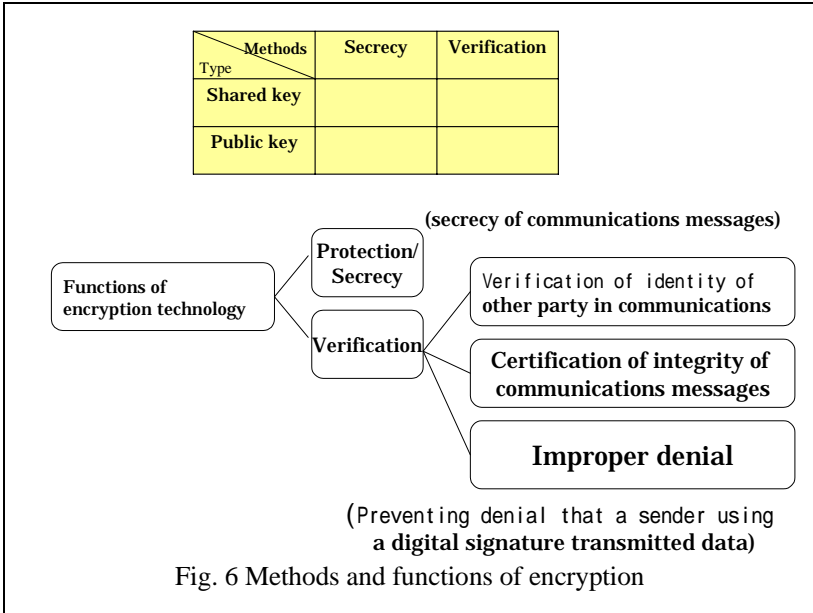 Methods
Type
Secrecy
Verification
Shared key
Public key
(secrecy of communications messages)
Protection/
Secrecy
Functions of
encryption technology
Verification
Verification of identity of
other party in communications
Certification of integrity of
communications messages
Improper denial
(Preventing denial that a sender using
a digital signature transmitted data)
Fig. 6 Methods and functions of encryption